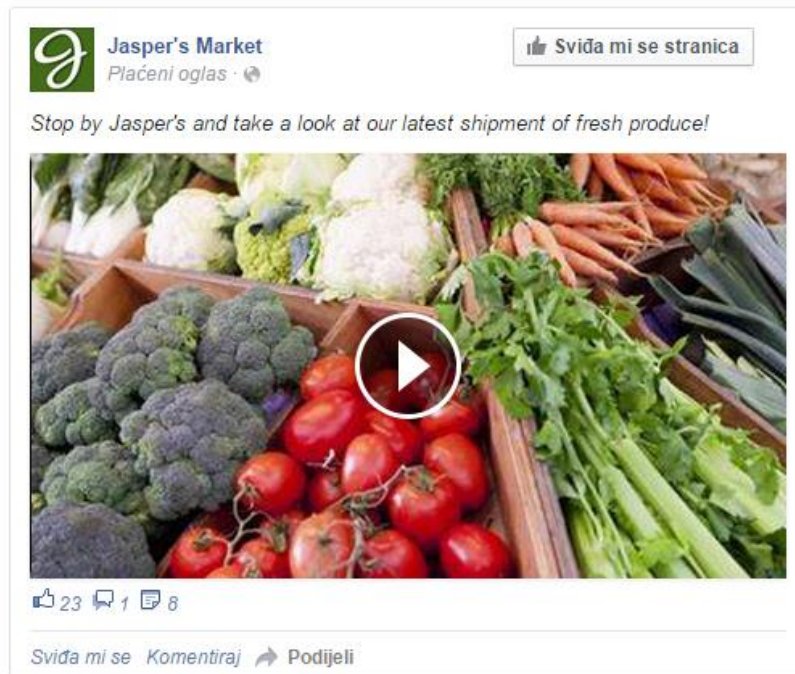 Jasper's Market
Sviđa mi se stranica
Plaćeni oglas ·
Stop by Jasper's and take a look at our latest shipment of fresh produce!
23 1 8
Sviđa mi se Komentiraj Podijeli